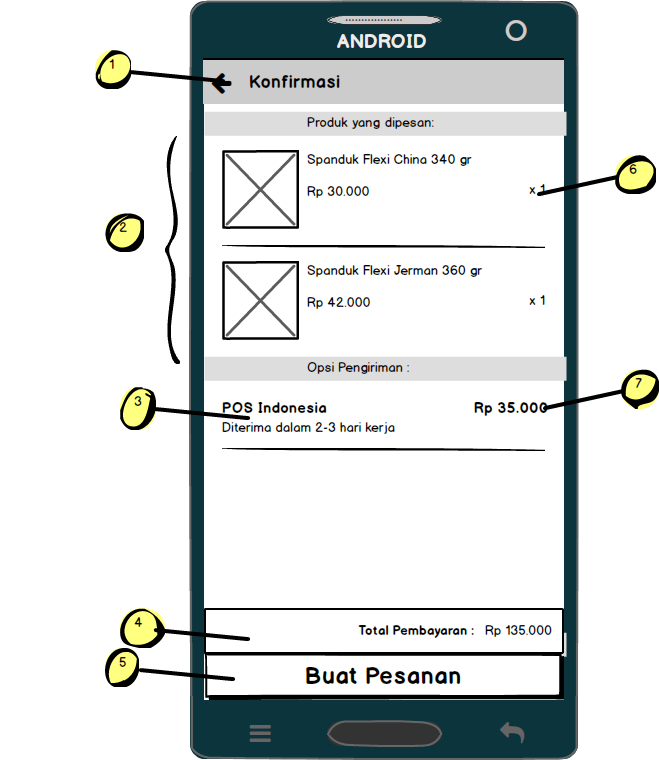 ANDROID
1
Konfirmasi
Produk yang dipesan:
Spanduk Flexi China 340 gr
6
Rp 30.000 x 1
2
Spanduk Flexi Jerman 360 gr
Rp 42.000 x 1
Opsi Pengiriman :
7
3
POS Indonesia Rp 35.000
Diterima dalam 2-3 hari kerja
4
Total Pembayaran : Rp 135.000
5
Buat Pesanan